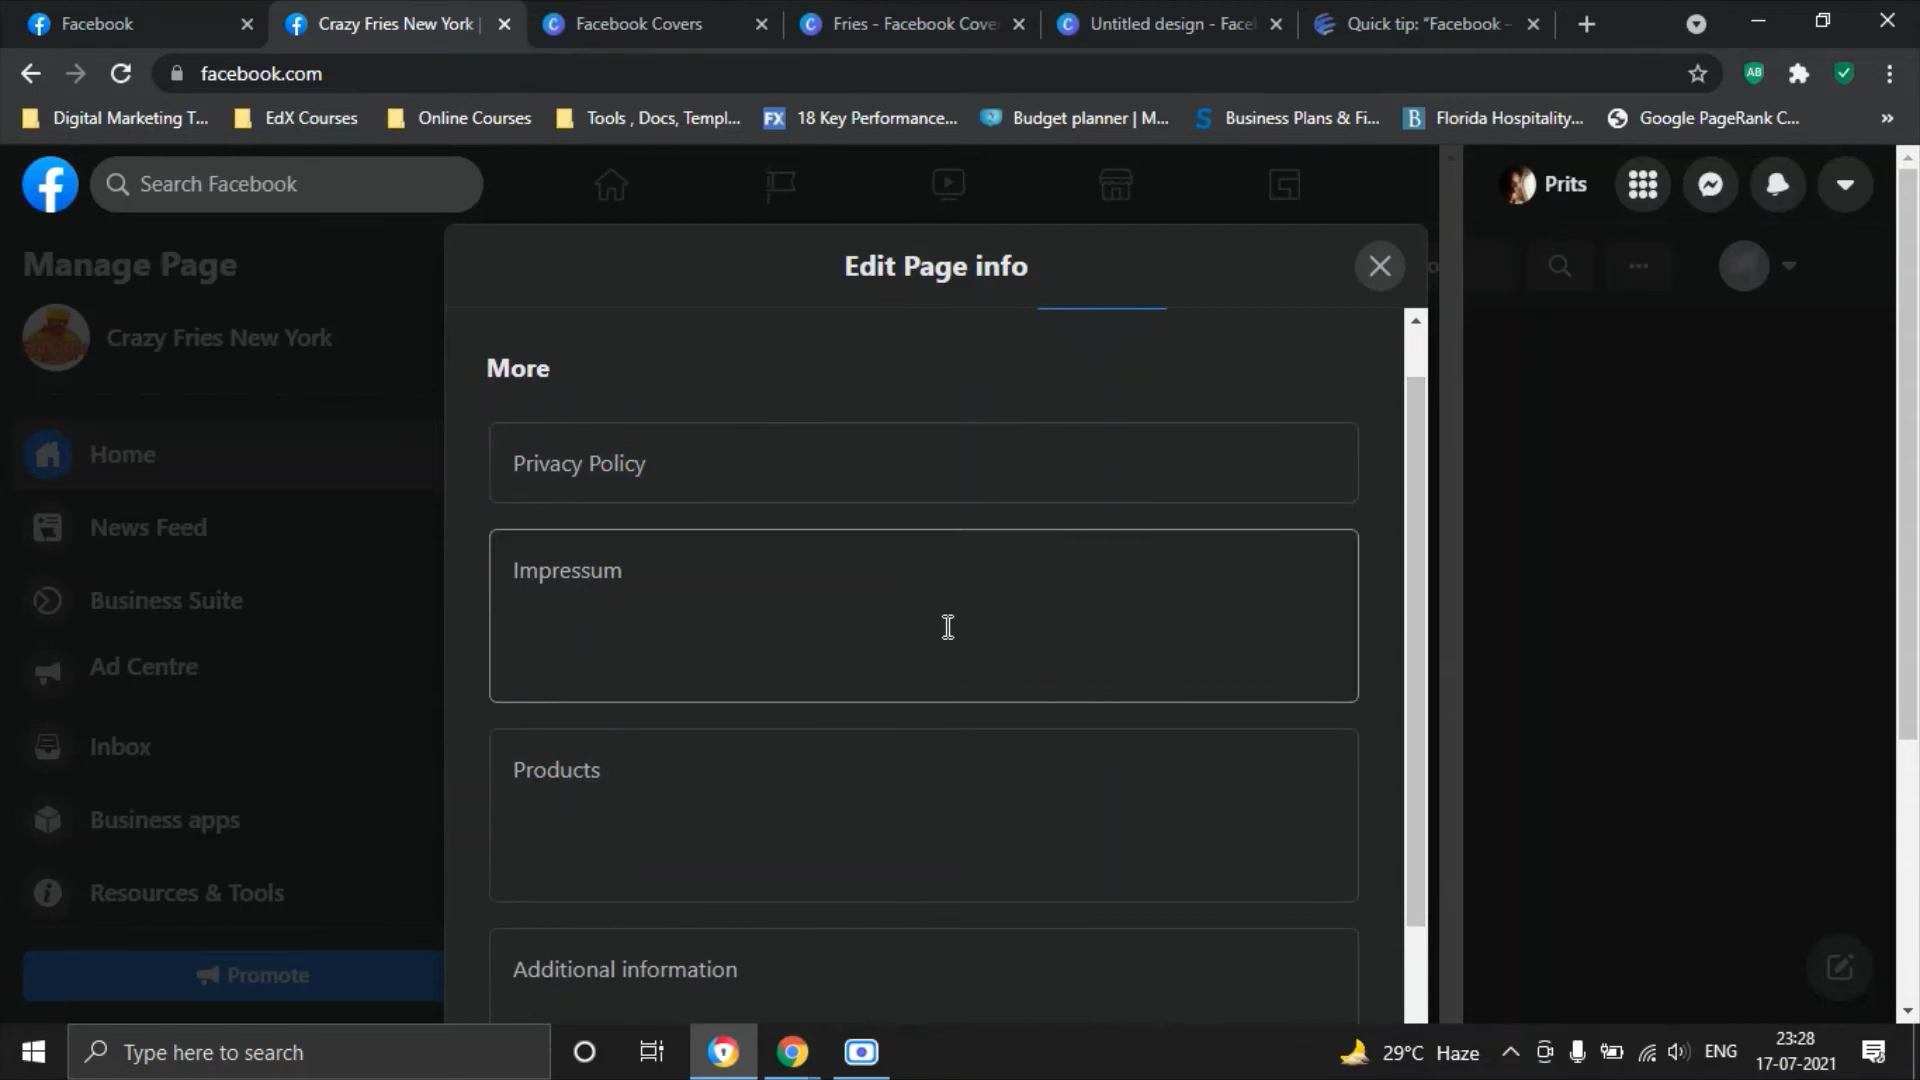 Facebook
Crazy Fries New York |
Facebook Covers
Fries - Facebook Cove
Untitled design - Face
Quick tip: "Facebook -
facebook.com
Digital Marketing T...
EdX Courses
Online Courses
Tools , Docs, Templ...
FX
18 Key Performance...
Budget planner | M...
Business Plans & Fi...
Florida Hospitality...
Google PageRank C...
Search Facebook
Prits
Manage Page
Edit Page info
Crazy Fries New York
More
Privacy Policy
Home
News Feed
Impressum
Business Suite
Ad Centre
Inbox
Products
Business apps
Resources & Tools
Additional information
Promote
Type here to search
29°C Haze
ENG
23:28
17-07-2021